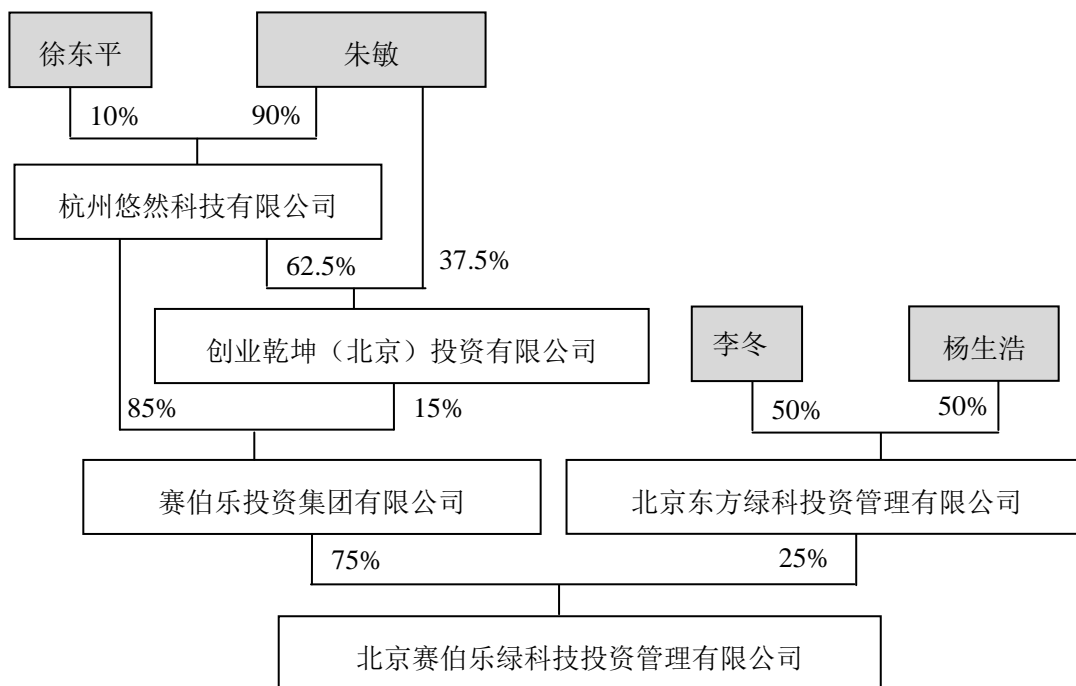 徐东平
朱敏
10%
90%
杭州悠然科技有限公司
62.5%
37.5%
创业乾坤（北京）投资有限公司
李冬
杨生浩
85%
15%
50%
50%
赛伯乐投资集团有限公司
北京东方绿科投资管理有限公司
75%
25%
北京赛伯乐绿科技投资管理有限公司